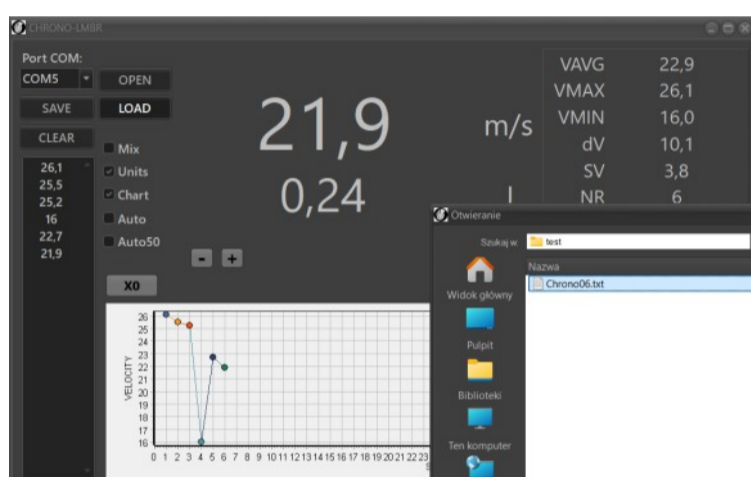 CHRONO-LMBR
Port COM:
COM5
OPEN
SAVE
LOAD
CLEAR
26,1
25,5
25,2
16
22,7
21,9
Mix
Units
Chart
Auto
Auto50
- +
X0
21,9 m/s
0,24
VAVG 22,9
VMAX 26,1
VMIN 16,0
dV 10,1
SV 3,8
NR 6
VELOCITY
26
25
24
23
22
21
20
19
18
17
16
0 1 2 3 4 5 6 7 8 9 10 11 12 13 14 15 16 17 18 19 20 21 22 23
Otwieranie
Szukaj w: test
Nazwa
Chrono06.txt
Widok główny
Pulpit
Biblioteki
Ten komputer